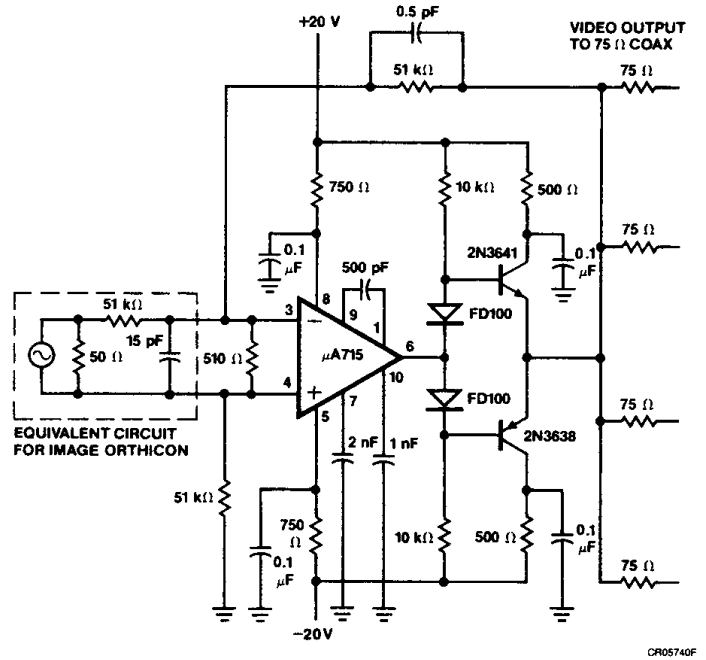 0.5 pF
VIDEO OUTPUT
TO 75 Ω COAX
+20 V
51 kΩ
75 Ω
750 Ω
10 kΩ
500 Ω
2N3641
0.1
μF
500 pF
0.1
μF
75 Ω
51 kΩ
3
8
9
1
FD100
15 pF
50 Ω
510 Ω
−
μA715
6
4
+
10
FD100
5
7
75 Ω
EQUIVALENT CIRCUIT
FOR IMAGE ORTHICON
2N3638
2 nF
1 nF
51 kΩ
750
Ω
10 kΩ
500 Ω
0.1
μF
0.1
μF
75 Ω
−20V
CR05740F